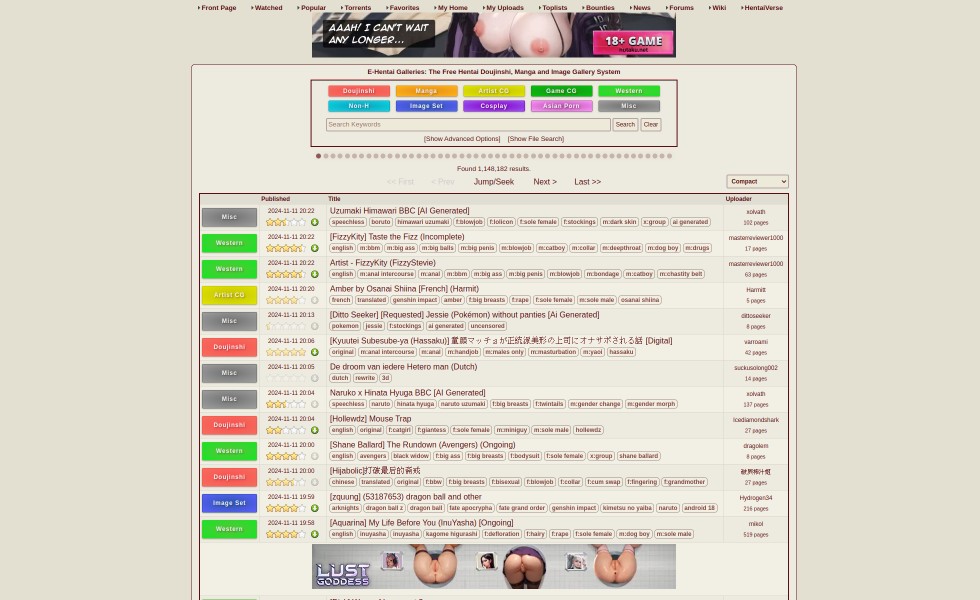 Front Page Watched Popular Torrents Favorites My Home My Uploads Toplists Bounties News Forums Wiki HentaiVerse
AAAH! I CAN'T WAIT
ANY LONGER...
18+ GAME
E-Hentai Galleries: The Free Hentai Doujinshi, Manga and Image Gallery System
Doujinshi Manga Artist CG Game CG Western
Non-H Image Set Cosplay Asian Porn Misc
Search Keywords Search Clear
[Show Advanced Options] [Show File Search]
Found 1,148,182 results.
<< First < Prev Jump/Seek Next > Last >> Compact
Published Title Uploader
Misc 2024-11-11 20:22 Uzumaki Himawari BBC [AI Generated] xolvath
speechless boruto himawari uzumaki f:blowjob f:lolicon f:sole female f:stockings m:dark skin x:group ai generated 102 pages
Western 2024-11-11 20:22 [FizzyKity] Taste the Fizz (Incomplete) masterreviewer1000
english m:bbm m:big ass m:big balls m:big penis m:blowjob m:catboy m:collar m:deepthroat m:dog boy m:drugs 17 pages
Western 2024-11-11 20:22 Artist - FizzyKity (FizzyStevie) masterreviewer1000
english m:anal intercourse m:anal m:bbm m:big ass m:big penis m:blowjob m:bondage m:catboy m:chastity belt 63 pages
Artist CG 2024-11-11 20:20 Amber by Osanai Shiina [French] (Harmitt) Harmitt
french translated genshin impact amber f:big breasts f:rape f:sole female m:sole male osanai shiina 5 pages
Misc 2024-11-11 20:13 [Ditto Seeker] [Requested] Jessie (Pokémon) without panties [Ai Generated] dittoseeker
pokemon jessie f:stockings ai generated uncensored 8 pages
Doujinshi 2024-11-11 20:06 [Kyuutei Subesube-ya (Hassaku)] 童顔マッチョが正統派美形の上司にオナサポされる話 [Digital] varroami
original m:anal intercourse m:anal m:handjob m:males only m:masturbation m:yaoi hassaku 42 pages
Misc 2024-11-11 20:05 De droom van iedere Hetero man (Dutch) suckusolong002
dutch rewrite 3d 14 pages
Misc 2024-11-11 20:04 Naruko x Hinata Hyuga BBC [AI Generated] xolvath
speechless naruto hinata hyuga naruto uzumaki f:big breasts f:twintails m:gender change m:gender morph 137 pages
Doujinshi 2024-11-11 20:04 [Hollewdz] Mouse Trap Icediamondshark
english original f:catgirl f:giantess f:sole female m:miniguy m:sole male hollewdz 27 pages
Western 2024-11-11 20:00 [Shane Ballard] The Rundown (Avengers) (Ongoing) dragolem
english avengers black widow f:big ass f:big breasts f:bodysuit f:sole female x:group shane ballard 8 pages
Doujinshi 2024-11-11 20:00 [Hijabolic]打破最后的斋戒
chinese translated original f:bbw f:big breasts f:bisexual f:blowjob f:collar f:cum swap f:fingering f:grandmother 27 pages
Image Set 2024-11-11 19:59 [zquung] (53187653) dragon ball and other Hydrogen34
arknights dragon ball z dragon ball fate apocrypha fate grand order genshin impact kimetsu no yaiba naruto android 18 216 pages
Western 2024-11-11 19:58 [Aquarina] My Life Before You (InuYasha) [Ongoing] mikol
english inuyasha inuyasha kagome higurashi f:defloration f:hairy f:rape f:sole female m:dog boy m:sole male 519 pages
LUST
GODDESS